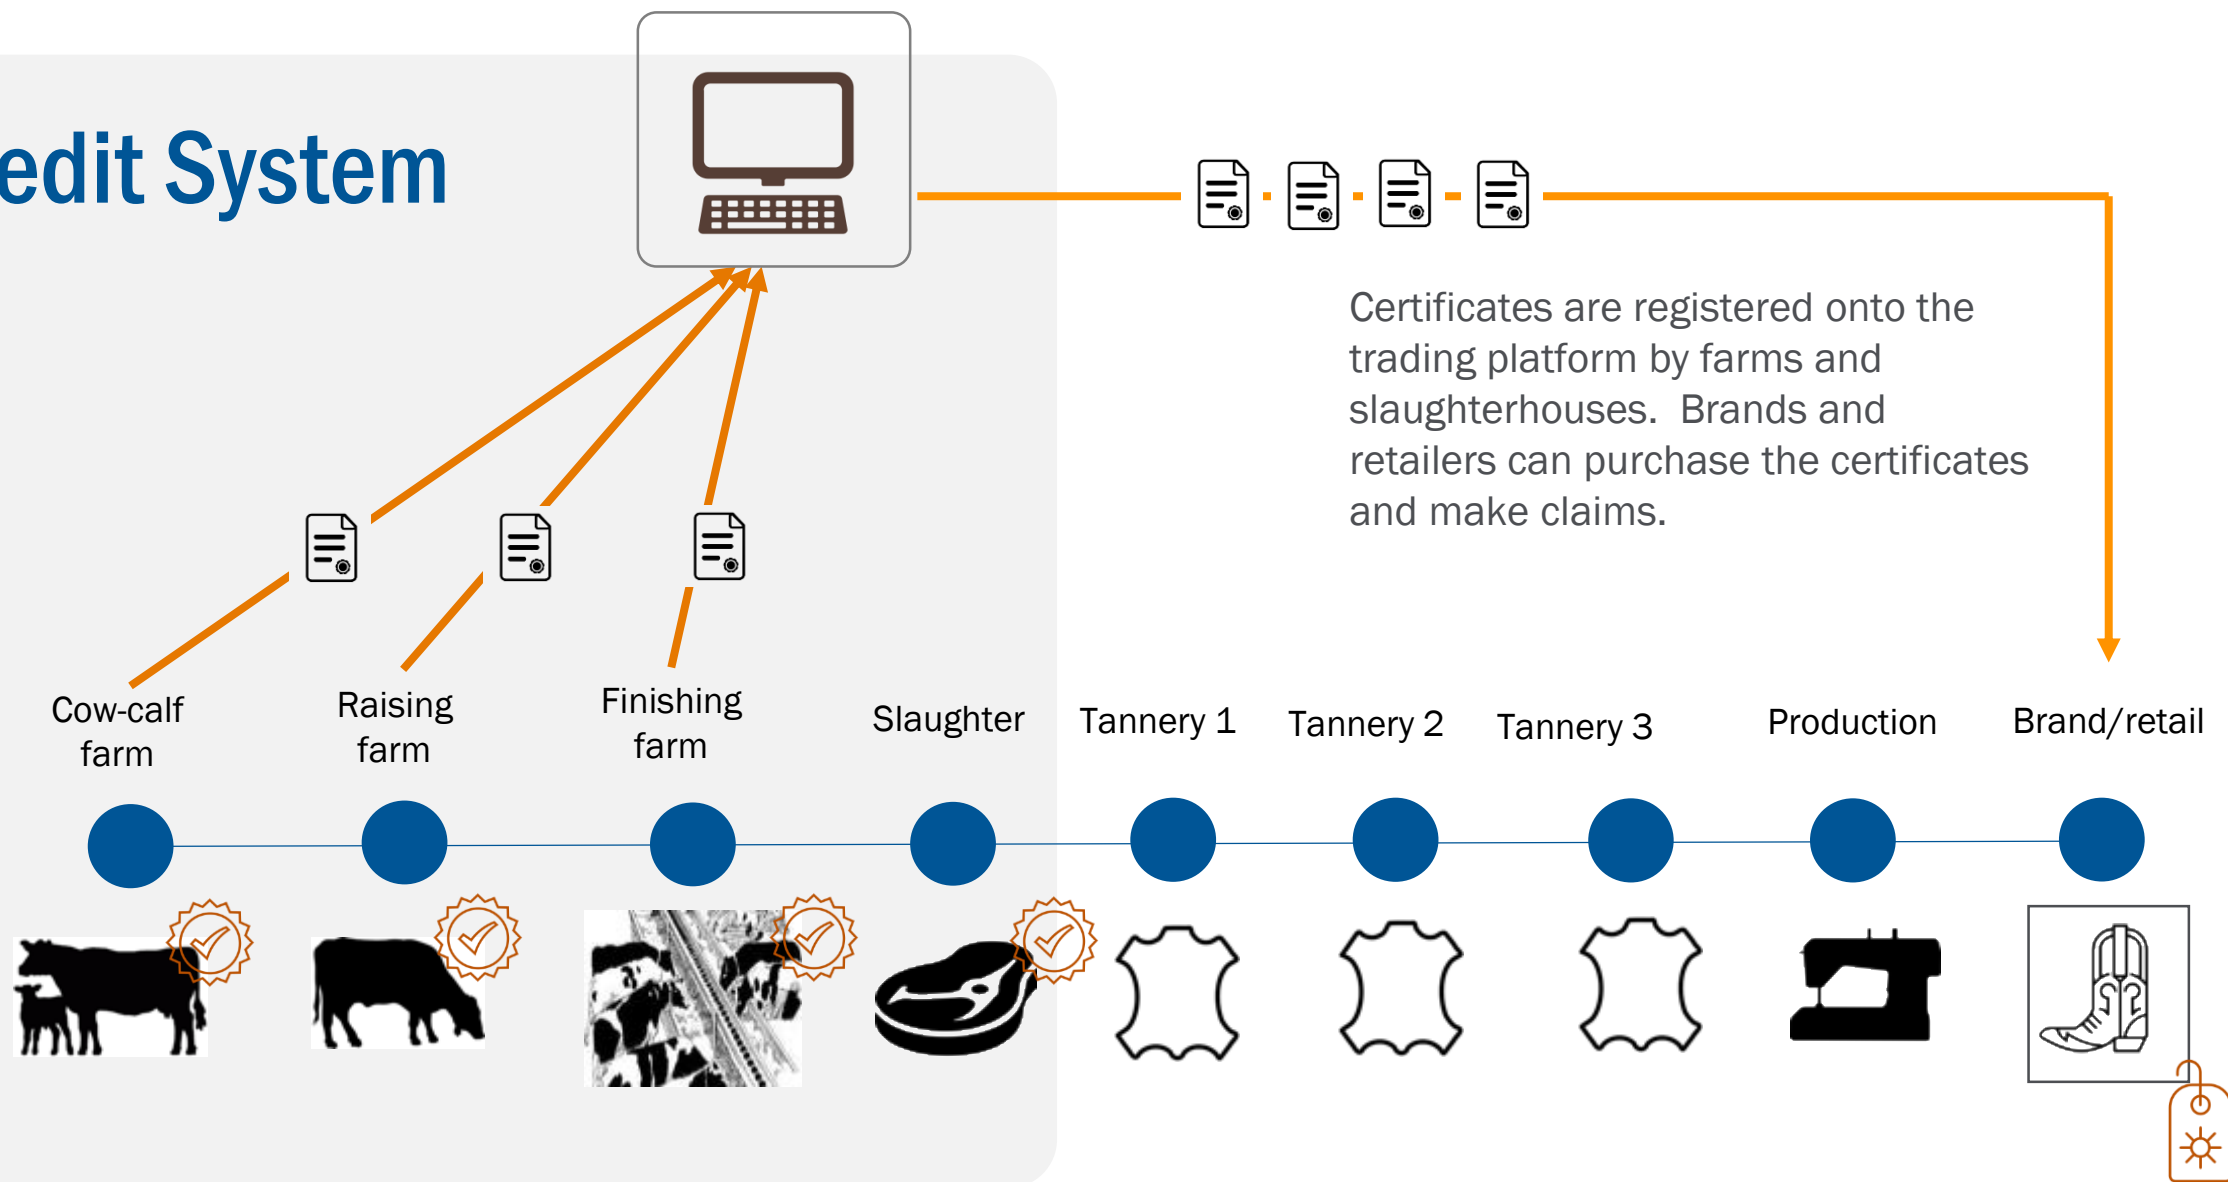 edit System
Certificates are registered onto the
trading platform by farms and
slaughterhouses.  Brands and
retailers can purchase the certificates
and make claims.
Cow-calf
farm
Raising
farm
Finishing
farm
Slaughter
Tannery 1
Tannery 2
Tannery 3
Production
Brand/retail